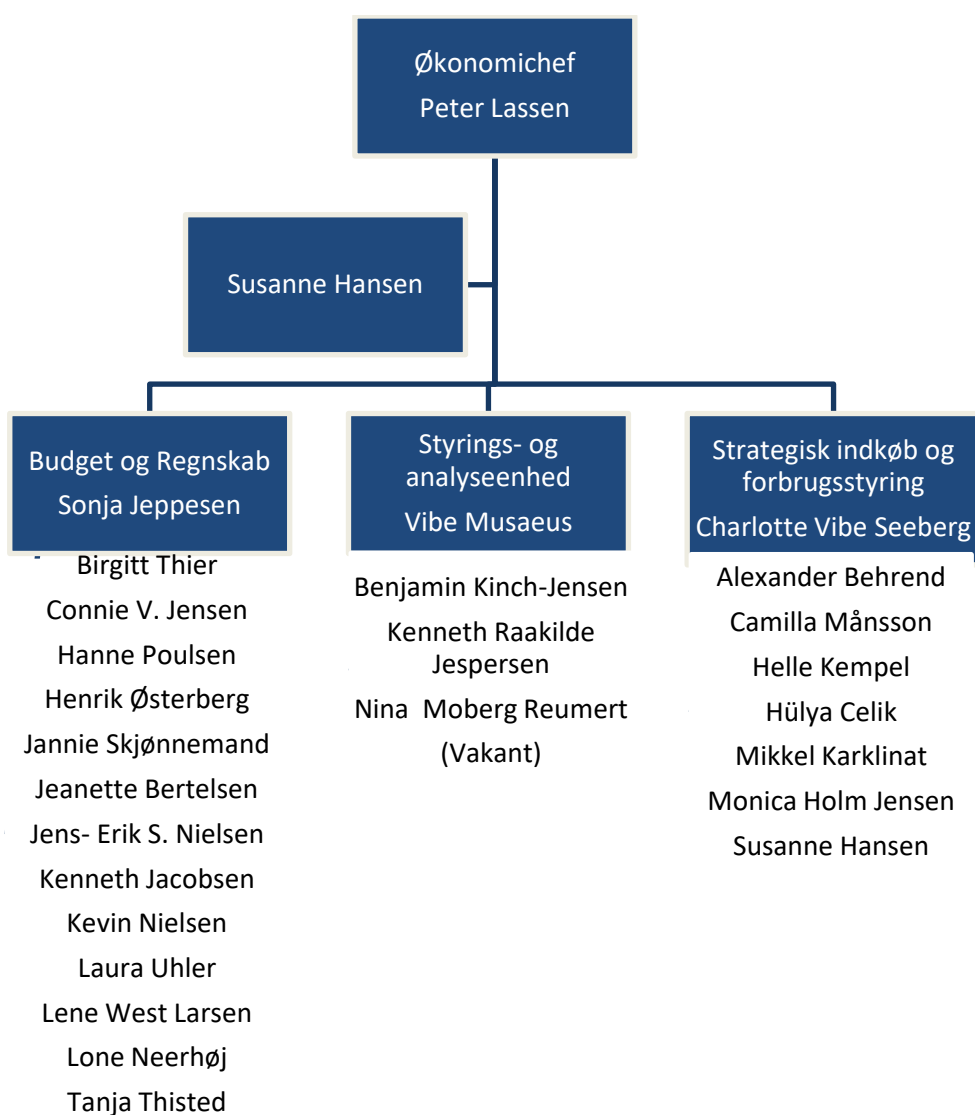 Økonomichef
Peter Lassen
Susanne Hansen
Budget og Regnskab
Sonja Jeppesen
Birgitt Thier
Connie V. Jensen
Hanne Poulsen
Henrik Østerberg
Jannie Skjønnemand
Jeanette Bertelsen
Jens- Erik S. Nielsen
Kenneth Jacobsen
Kevin Nielsen
Laura Uhler
Lene West Larsen
Lone Neerhøj
Tanja Thisted
Styrings- og
analyseenhed
Vibe Musaeus
Benjamin Kinch-Jensen
Kenneth Raakilde
Jespersen
Nina  Moberg Reumert
(Vakant)
Strategisk indkøb og
forbrugsstyring
Charlotte Vibe Seeberg
Alexander Behrend
Camilla Månsson
Helle Kempel
Hülya Celik
Mikkel Karklinat
Monica Holm Jensen
Susanne Hansen